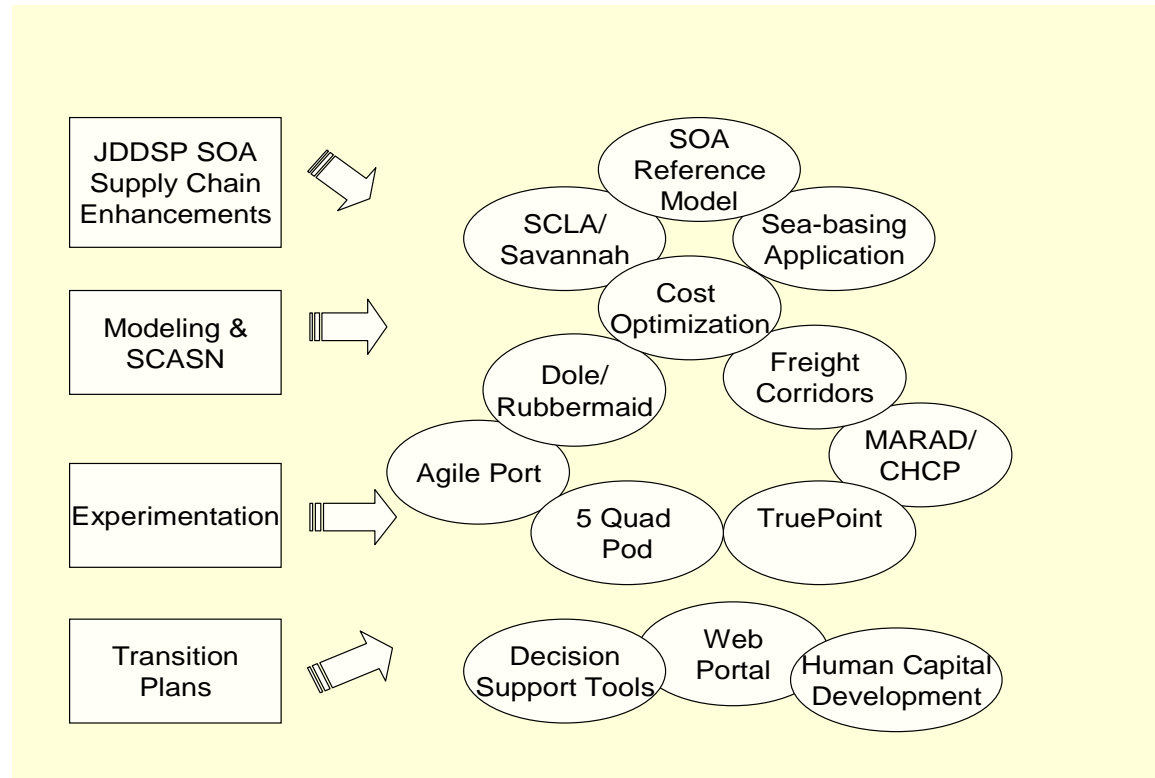 JDDSP SOA
Supply Chain
Enhancements
SOA
Reference
Model
SCLA/
Savannah
Sea-basing
Application
Modeling &
SCASN
Cost
Optimization
Dole/
Rubbermaid
Freight
Corridors
Experimentation
Agile Port
MARAD/
CHCP
5 Quad
Pod
TruePoint
Transition
Plans
Decision
Support Tools
Web
Portal
Human Capital
Development